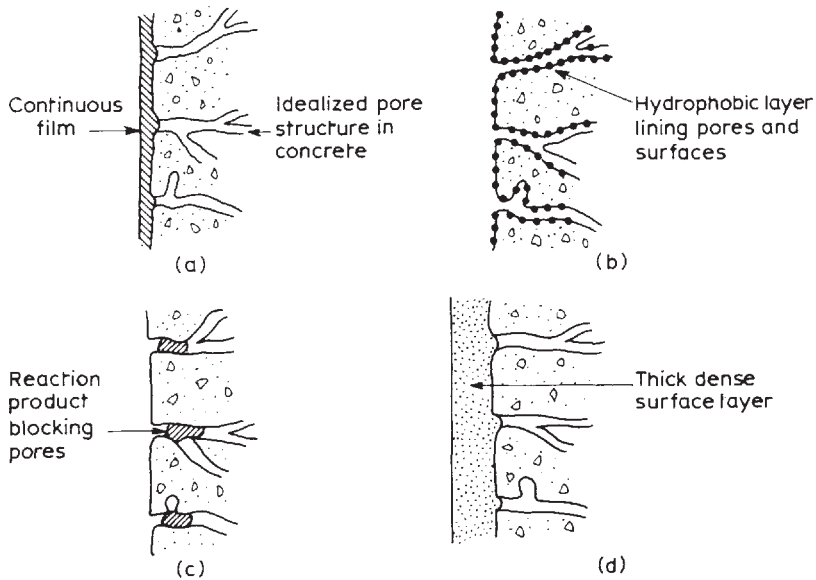 Continuous
film
Idealized pore
structure in
concrete
(a)
Hydrophobic layer
lining pores and
surfaces
(b)
Reaction
product
blocking
pores
(c)
Thick dense
surface layer
(d)